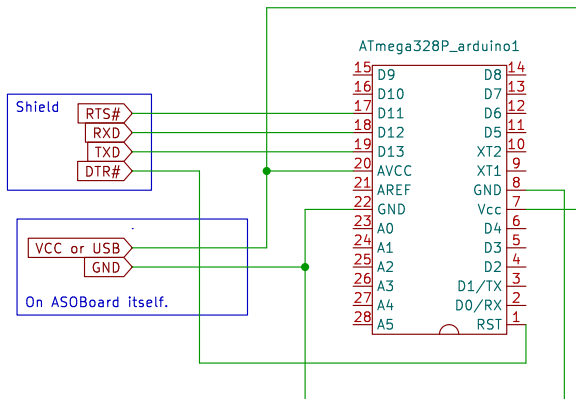 ATmega328P_arduino1
15 D9 D8 14
16 D10 D7 13
Shield
RTS# 17 D11 D6 12
RXD 18 D12 D5 11
TXD 19 D13 XT2 10
DTR# 20 AVCC XT1 9
21 AREF GND 8
22 GND Vcc 7
23 A0 D4 6
VCC or USB 24 A1 D3 5
GND 25 A2 D2 4
26 A3 D1/TX 3
On ASOBoard itself. 27 A4 D0/RX 2
28 A5 RST 1